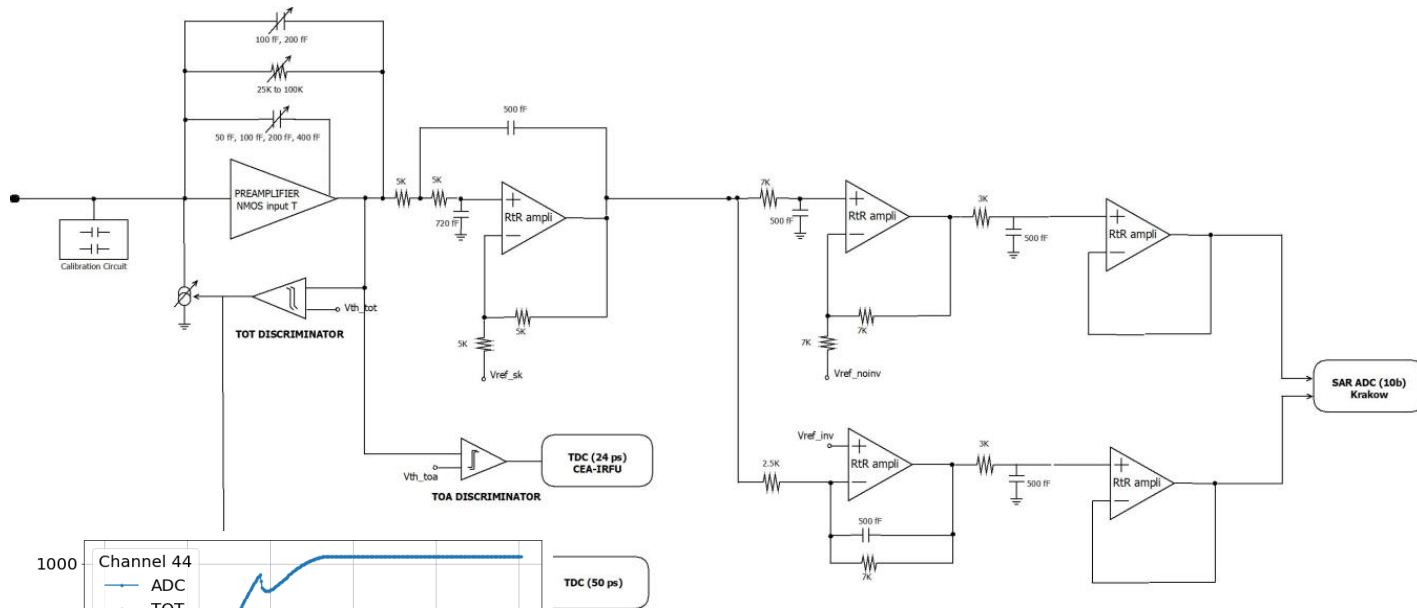 100 fF, 200 fF
25K to 100K
50 fF, 100 fF, 200 fF, 400 fF
500 fF
PREAMPLIFIER
NMOS input T
5K
5K
RtR ampli
720 fF
7K
500 fF
RtR ampli
3K
500 fF
RtR ampli
Calibration Circuit
Vth_tot
TOT DISCRIMINATOR
5K
5K
Vref_sk
7K
7K
Vref_noinv
SAR ADC (10b)
Krakow
Vth_toa
TOA DISCRIMINATOR
TDC (24 ps)
CEA-IRFU
Vref_inv
2.5K
RtR ampli
3K
500 fF
RtR ampli
500 fF
7K
TDC (50 ps)
1000
Channel 44
ADC
TOT